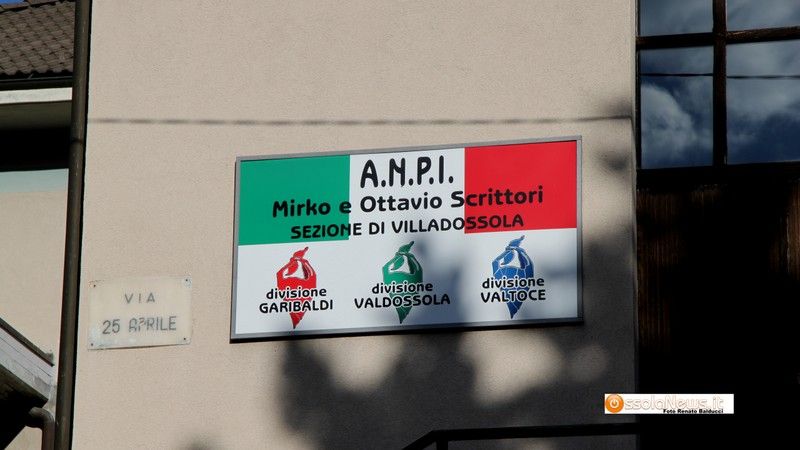 A.N.P.I.
Mirko e Ottavio Scrittori
SEZIONE DI VILLADOSSOLA
divisione
GARIBALDI
divisione
VALDOSSOLA
divisione
VALTOCE
VIA
25 APRILE
OssolaNews.it
Foto Renato Balducci